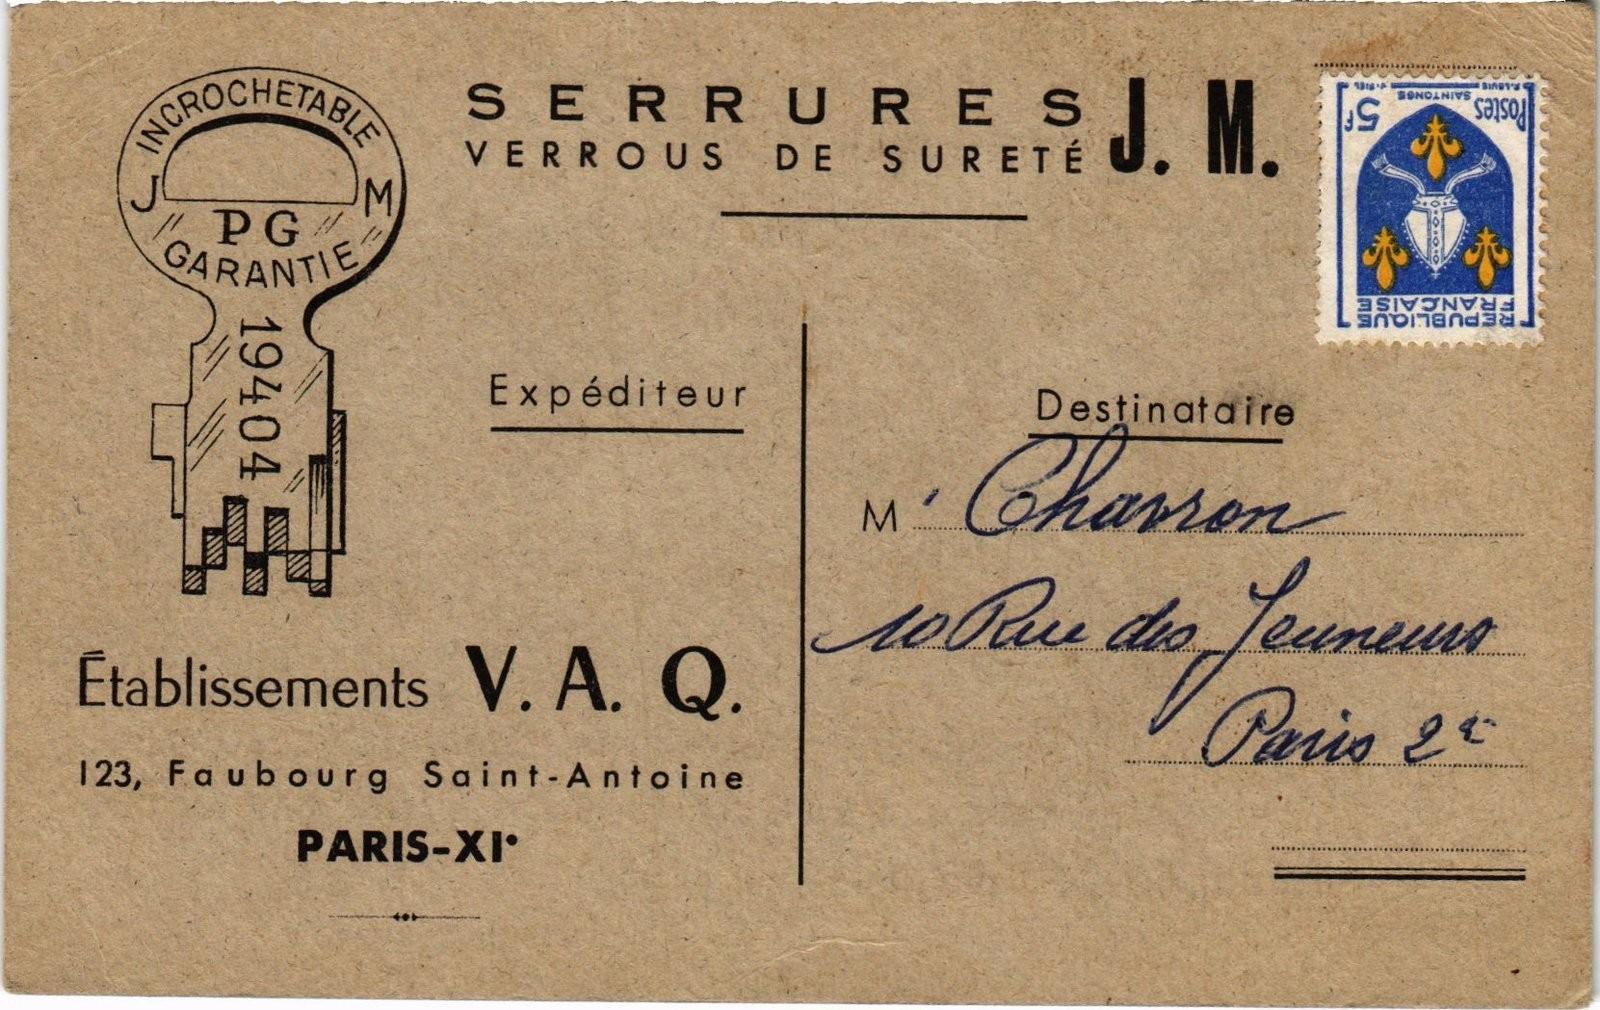 INCROCHETABLE
J M
PG
GARANTIE
19404
SERRURES
VERROUS DE SURETÉ
J. M.
Postes 5f
SAINTONGE
REPUBLIQUE
FRANÇAISE
Expéditeur
Destinataire
M Chavron
10 Rue des Jeuneurs
Paris 2e
Établissements V. A. Q.
123, Faubourg Saint-Antoine
PARIS-XIe